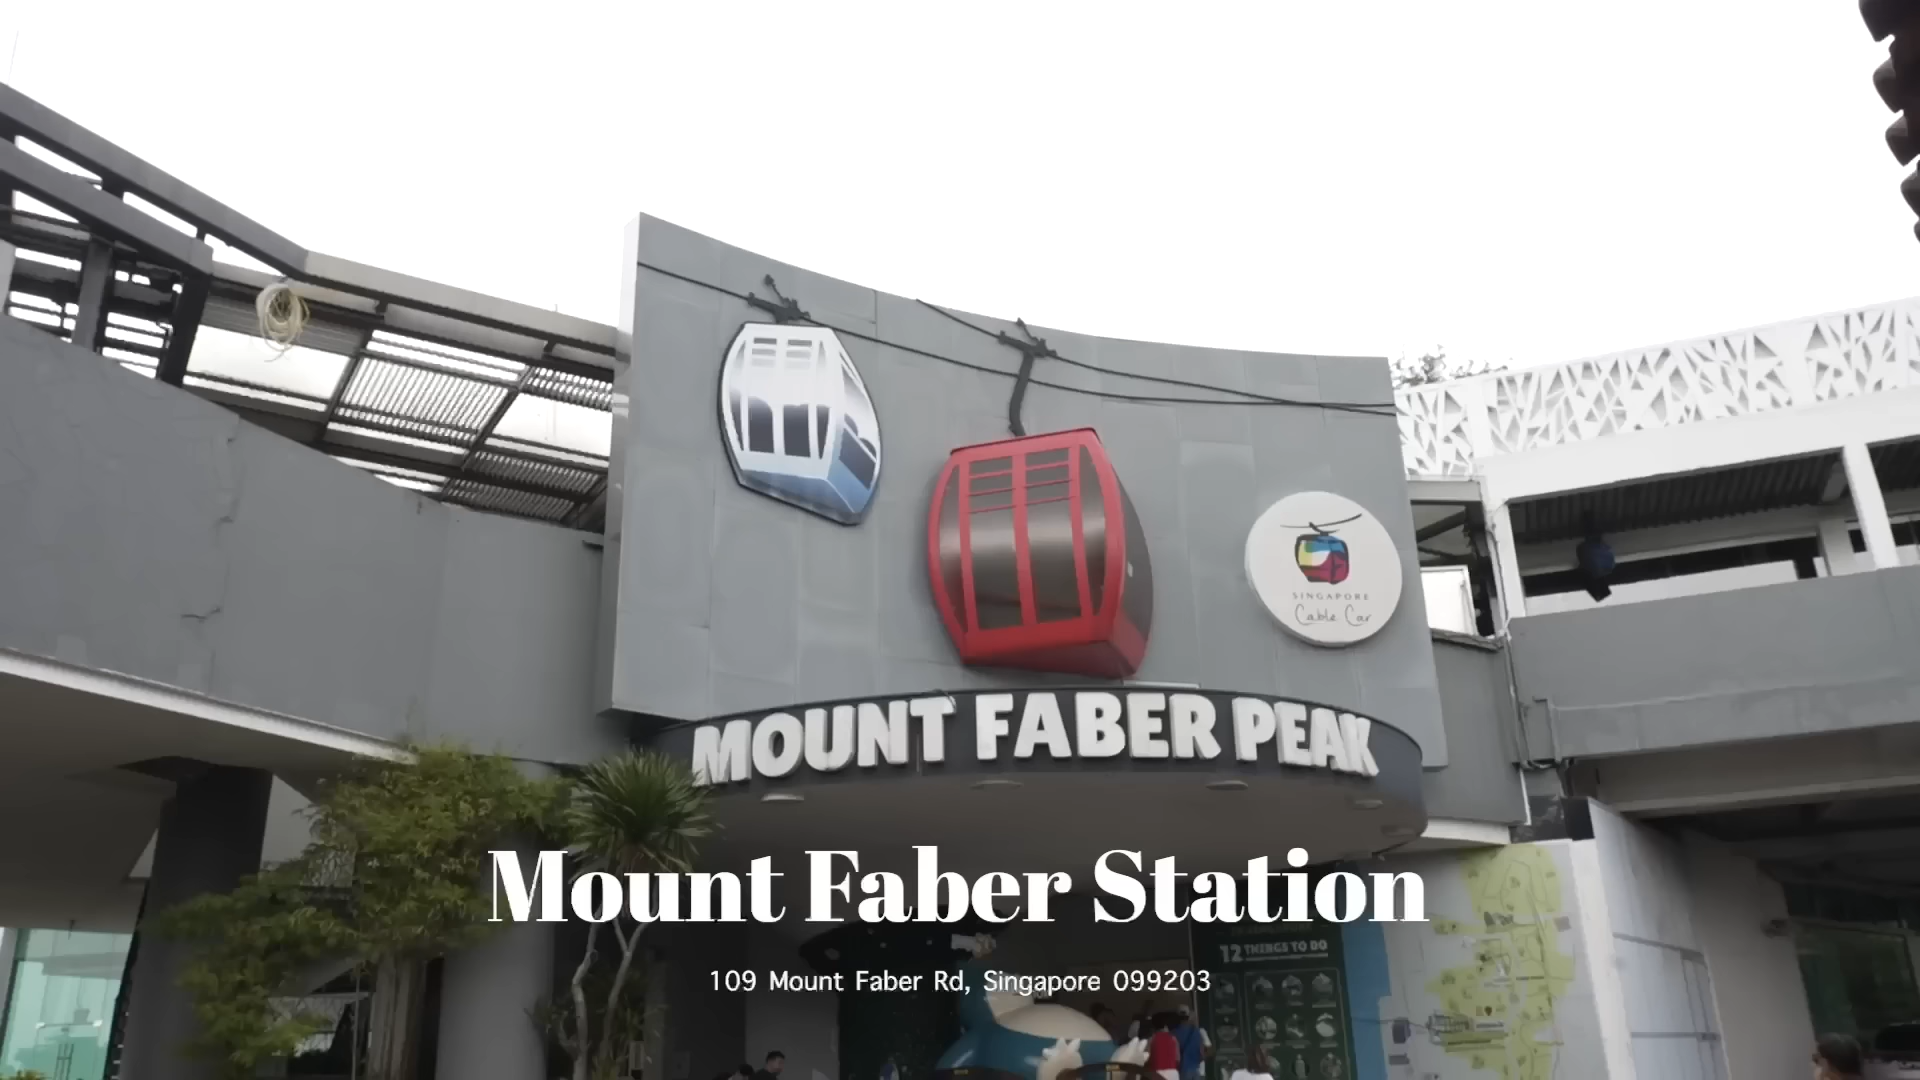 SINGAPORE
Cable Car
MOUNT FABER PEAK
Mount Faber Station
12 THINGS TO DO
109 Mount Faber Rd, Singapore 099203